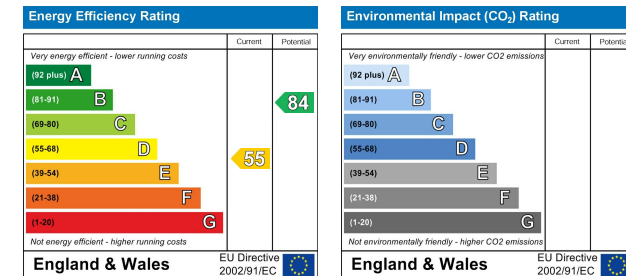 Energy Efficiency Rating
Current Potential
Very energy efficient - lower running costs
(92 plus) A
(81-91) B
84
(69-80) C
(55-68) D
55
(39-54) E
(21-38) F
(1-20) G
Not energy efficient - higher running costs
England & Wales
EU Directive
2002/91/EC
Environmental Impact (CO₂) Rating
Current Potential
Very environmentally friendly - lower CO2 emissions
(92 plus) A
(81-91) B
(69-80) C
(55-68) D
(39-54) E
(21-38) F
(1-20) G
Not environmentally friendly - higher CO2 emissions
England & Wales
EU Directive
2002/91/EC